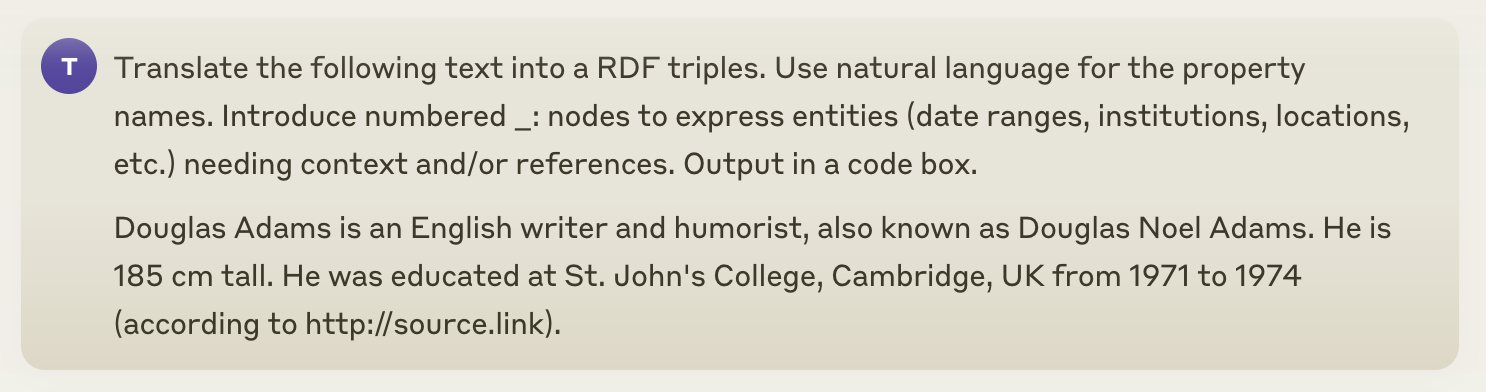 T
Translate the following text into a RDF triples. Use natural language for the property
names. Introduce numbered _: nodes to express entities (date ranges, institutions, locations,
etc.) needing context and/or references. Output in a code box.
Douglas Adams is an English writer and humorist, also known as Douglas Noel Adams. He is
185 cm tall. He was educated at St. John's College, Cambridge, UK from 1971 to 1974
(according to http://source.link).